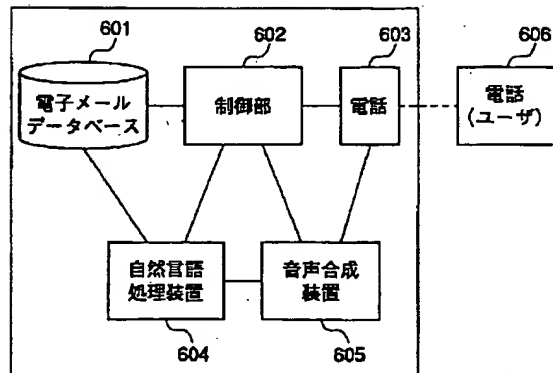 601
602
603
606
電子メール
データベース
制御部
電話
電話
(ユーザ)
自然言語
処理装置
音声合成
装置
604
605